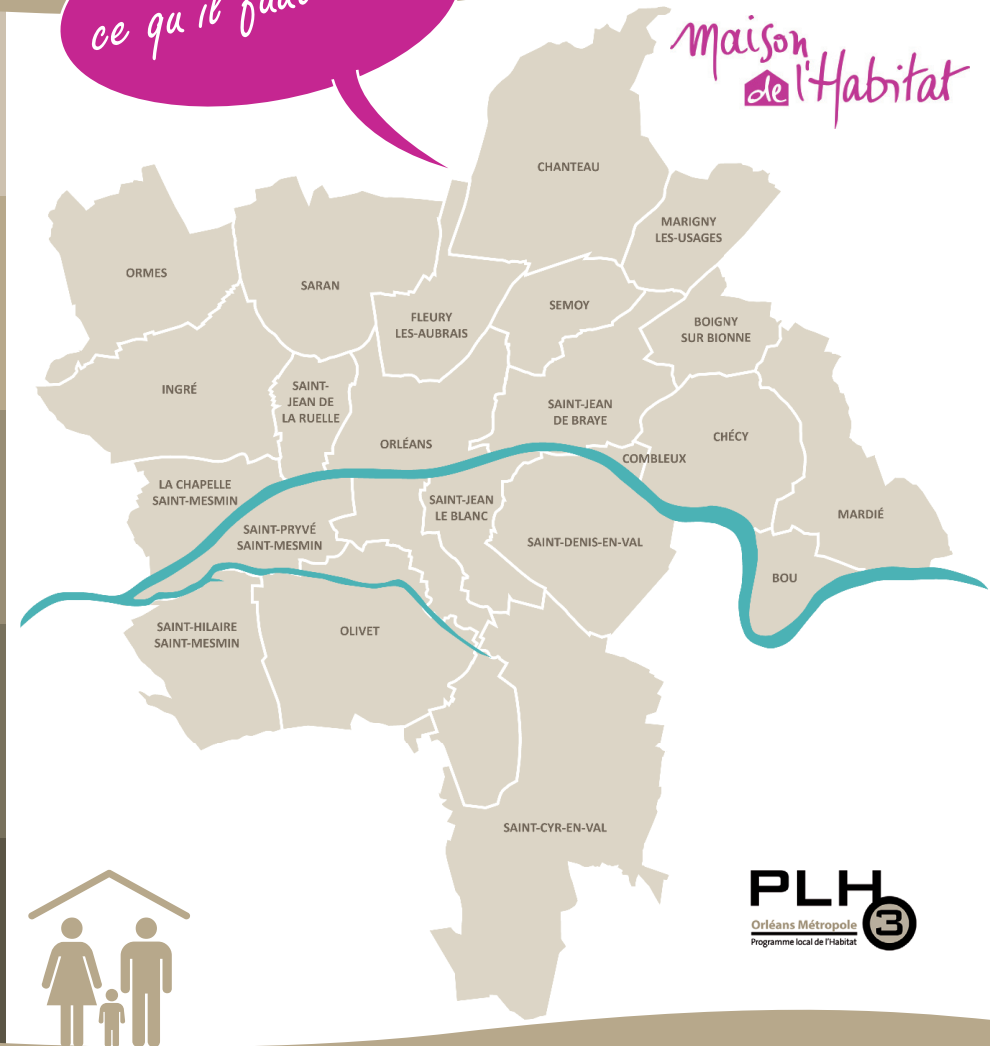 ce qu'il
Maison
de l'Habitat
CHANTEAU
MARIGNY
LES-USAGES
ORMES
SARAN
FLEURY
LES-AUBRAIS
SEMOY
BOIGNY
SUR BIONNE
INGRÉ
SAINT-
JEAN DE
LA RUELLE
SAINT-JEAN
DE BRAYE
ORLÉANS
CHÉCY
COMBLEUX
LA CHAPELLE
SAINT-MESMIN
SAINT-JEAN
LE BLANC
MARDIÉ
SAINT-PRYVÉ
SAINT-MESMIN
SAINT-DENIS-EN-VAL
BOU
SAINT-HILAIRE
SAINT-MESMIN
OLIVET
SAINT-CYR-EN-VAL
PLH3
Orléans Métropole
Programme local de l'Habitat